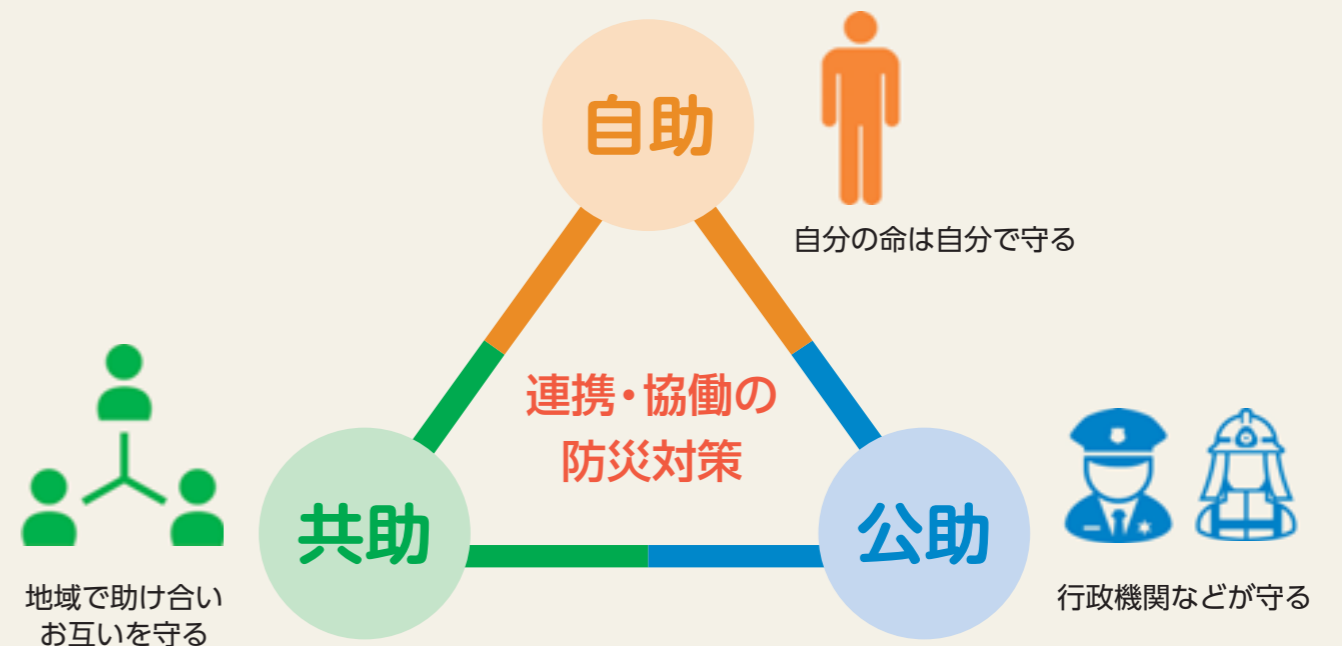 自助
自分の命は自分で守る
連携・協働の
防災対策
共助
地域で助け合い
お互いを守る
公助
行政機関などが守る